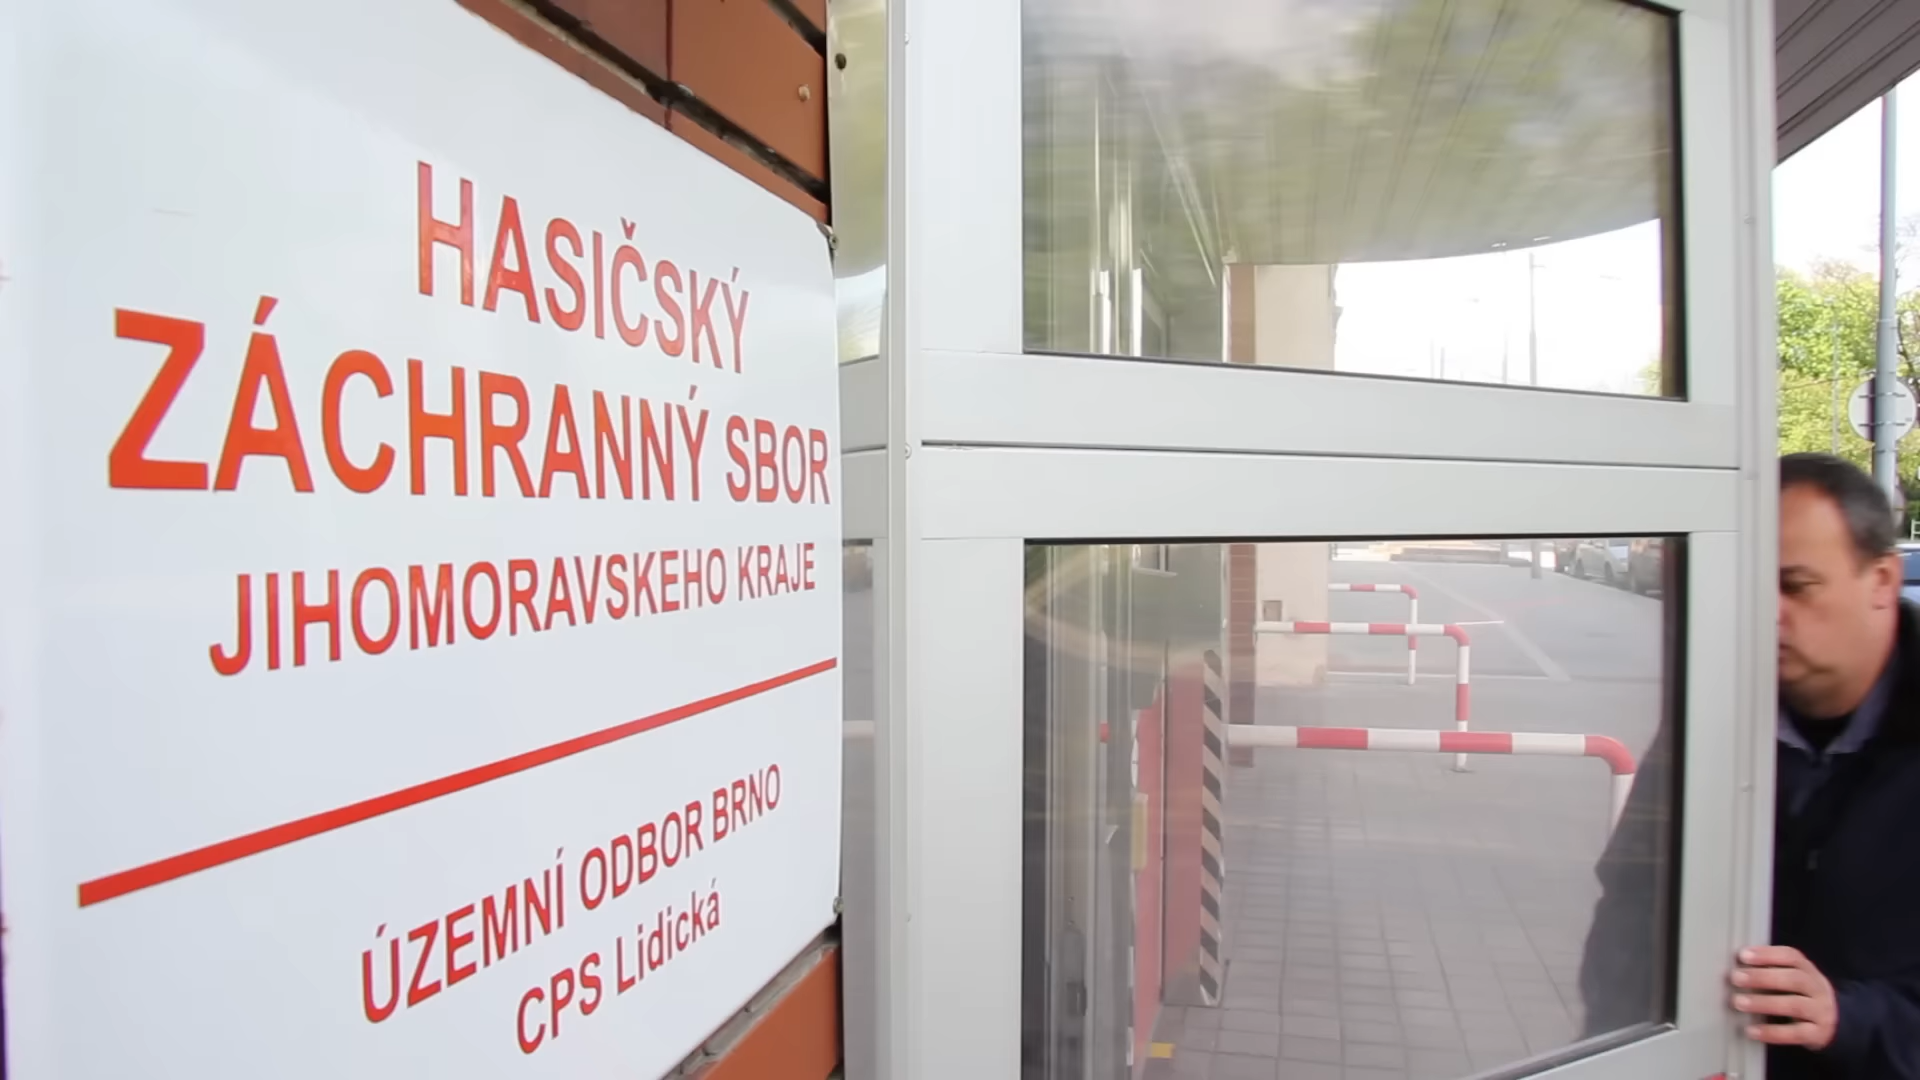 HASIČSKÝ
ZÁCHRANNÝ SBOR
JIHOMORAVSKEHO KRAJE
ÚZEMNÍ ODBOR BRNO
CPS Lidická